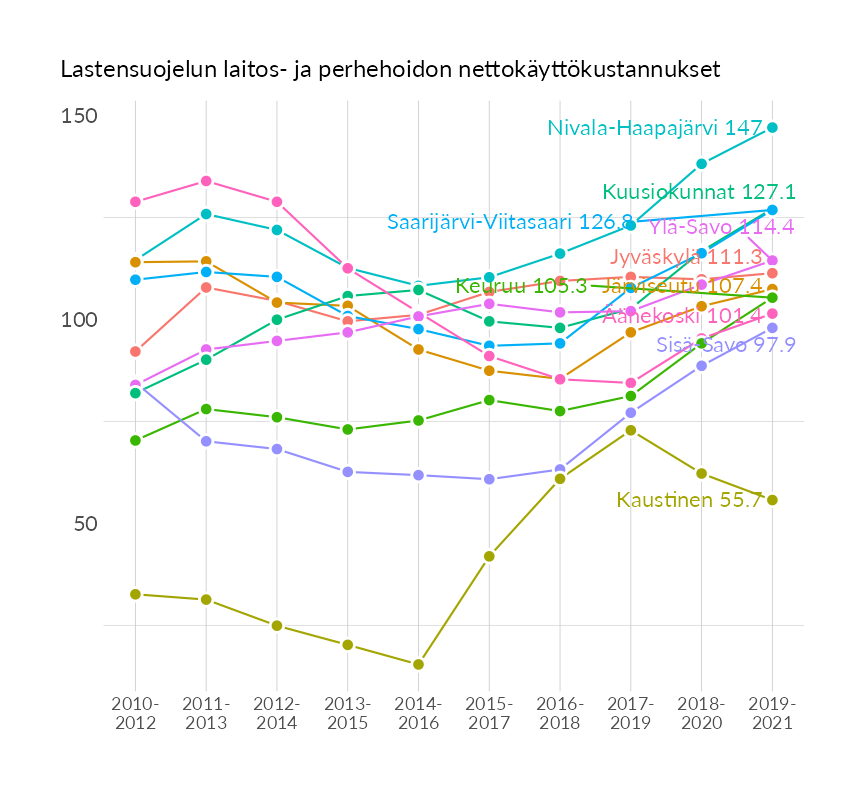 Lastensuojelun laitos- ja perhehoidon nettokäyttökustannukset
150
Nivala-Haapajärvi 147
Kuusiokunnat 127.1
Saarijärvi-Viitasaari 126.8
Ylä-Savo 114.4
Jyväskylä 111.3
Keuruu 105.3
Järviseutu 107.4
100
Äänekoski 101.4
Sisä-Savo 97.9
Kaustinen 55.7
50
2010-2012
2011-2013
2012-2014
2013-2015
2014-2016
2015-2017
2016-2018
2017-2019
2018-2020
2019-2021